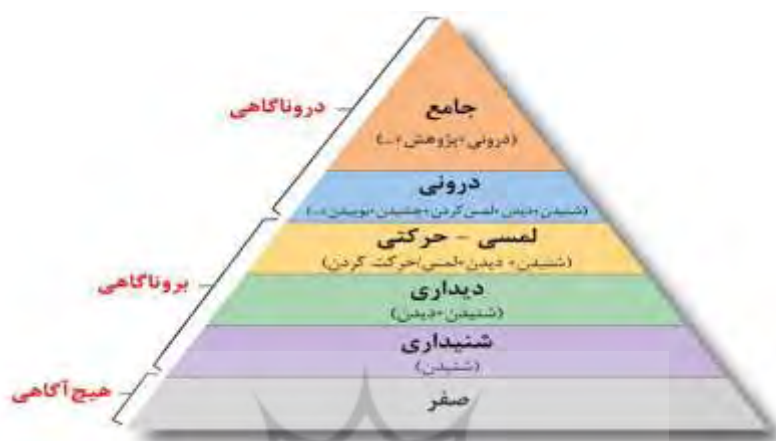 دروناگاهی
جامع
(درونی+پژوهش+...)
درونی
(شنیدن+دیدن+لمس کردن+چشیدن+بوییدن+...)
بروناگاهی
لمسی - حرکتی
(شنیدن+دیدن+لمس/حرکت کردن)
دیداری
(شنیدن+دیدن)
شنیداری
(شنیدن)
هیچ‌آگاهی
صفر